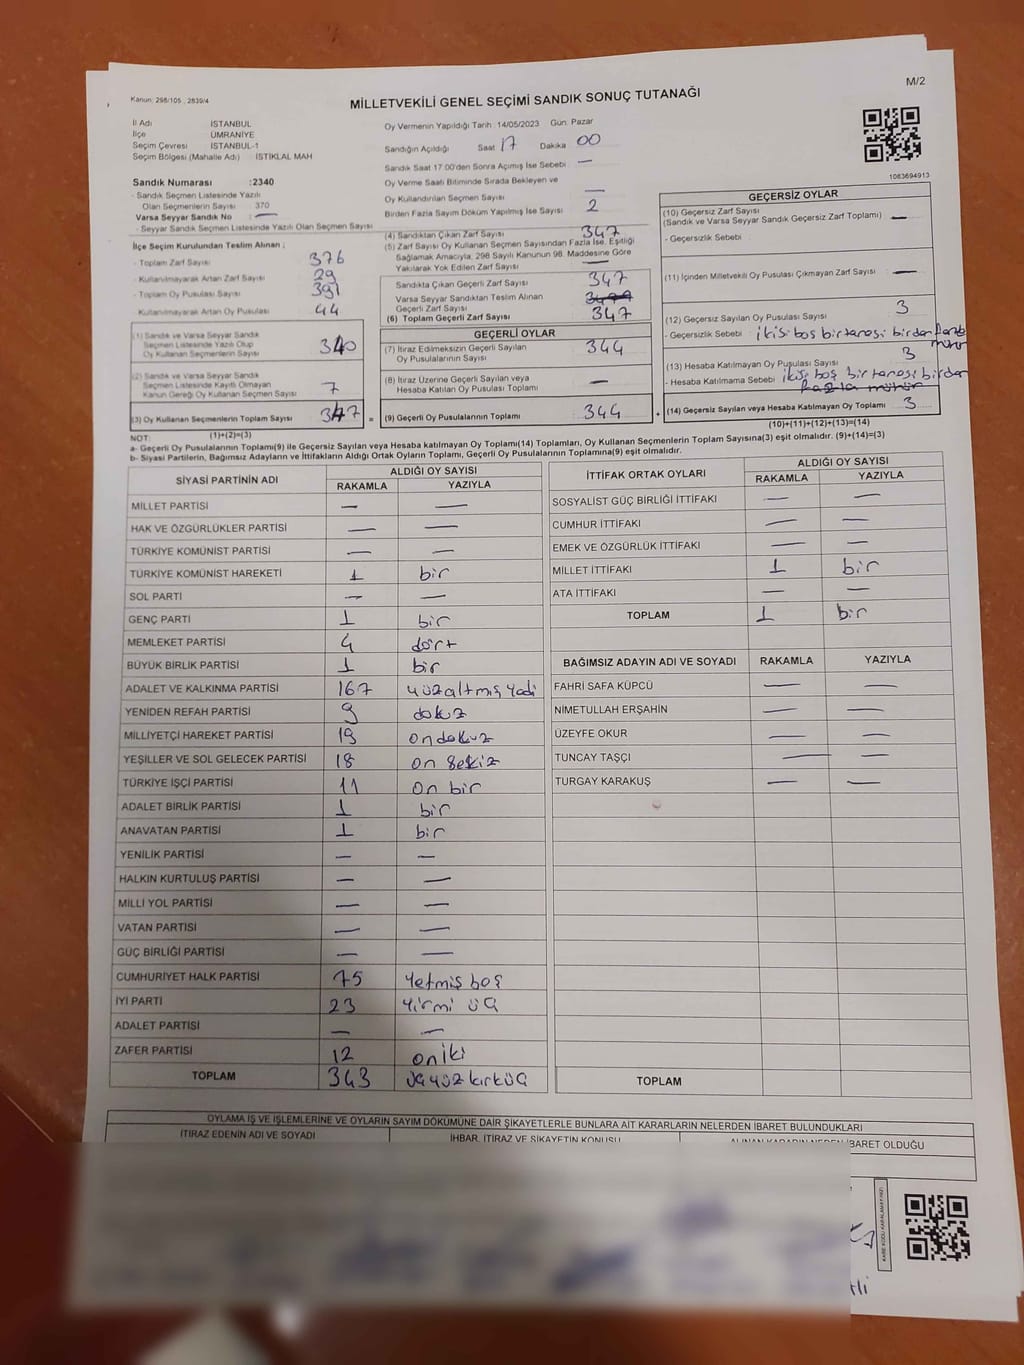 M/2
Kanun: 298/105 , 2839/4
MİLLETVEKİLİ GENEL SEÇİMİ SANDIK SONUÇ TUTANAĞI
İl Adı İSTANBUL
İlçe ÜMRANİYE
Seçim Çevresi İSTANBUL-1
Seçim Bölgesi (Mahalle Adı) İSTİKLAL MAH
Sandık Numarası :2340
- Sandık Seçmen Listesinde Yazılı
Olan Seçmenlerin Sayısı 370
Varsa Seyyar Sandık No —
- Seyyar Sandık Seçmen Listesinde Yazılı Olan Seçmen Sayısı
İlçe Seçim Kurulundan Teslim Alınan ;
- Toplam Zarf Sayısı 376
- Kullanılmayarak Artan Zarf Sayısı 29
- Toplam Oy Pusulası Sayısı 391
- Kullanılmayarak Artan Oy Pusulası 44
(1) Sandık ve Varsa Seyyar Sandık
Seçmen Listesinde Yazılı Olup
Oy Kullanan Seçmenlerin Sayısı 340
(2) Sandık ve Varsa Seyyar Sandık
Seçmen Listesinde Kayıtlı Olmayan
Kanun Gereği Oy Kullanan Seçmen Sayısı 7
(3) Oy Kullanan Seçmenlerin Toplam Sayısı 347 =
(1)+(2)=(3)
Oy Vermenin Yapıldığı Tarih :14/05/2023 Gün: Pazar
Sandığın Açıldığı Saat 17 Dakika 00
Sandık Saat 17:00'den Sonra Açımış İse Sebebi : —
Oy Verme Saati Bitiminde Sırada Bekleyen ve
Oy Kullandırılan Seçmen Sayısı —
Birden Fazla Sayım Döküm Yapılmış İse Sayısı 2
(4) Sandıktan Çıkan Zarf Sayısı 347
(5) Zarf Sayısı Oy Kullanan Seçmen Sayısından Fazla İse, Eşitliği
Sağlamak Amacıyla, 298 Sayılı Kanunun 98. Maddesine Göre
Yakılarak Yok Edilen Zarf Sayısı —
Sandıkta Çıkan Geçerli Zarf Sayısı 347
Varsa Seyyar Sandıktan Teslim Alınan
Geçerli Zarf Sayısı
(6) Toplam Geçerli Zarf Sayısı 347
GEÇERLİ OYLAR
(7) İtiraz Edilmeksizin Geçerli Sayılan
Oy Pusulalarının Sayısı 344
(8) İtiraz Üzerine Geçerli Sayılan veya
Hesaba Katılan Oy Pusulası Toplamı —
(9) Geçerli Oy Pusulalarının Toplamı 344 +
1083694913
GEÇERSİZ OYLAR
(10) Geçersiz Zarf Sayısı
(Sandık ve Varsa Seyyar Sandık Geçersiz Zarf Toplamı) —
- Geçersizlik Sebebi :
(11) İçinden Milletvekili Oy Pusulası Çıkmayan Zarf Sayısı —
(12) Geçersiz Sayılan Oy Pusulası Sayısı 3
- Geçersizlik Sebebi : ikisi boş bir tanesi birden fazla
mühür
(13) Hesaba Katılmayan Oy Pusulası Sayısı 3
- Hesaba Katılmama Sebebi : ikisi boş bir tanesi birden
fazla mühür
(14) Geçersiz Sayılan veya Hesaba Katılmayan Oy Toplamı 3
(10)+(11)+(12)+(13)=(14)
NOT:
a- Geçerli Oy Pusulalarının Toplamı(9) ile Geçersiz Sayılan veya Hesaba katılmayan Oy Toplamı(14) Toplamları, Oy Kullanan Seçmenlerin Toplam Sayısına(3) eşit olmalıdır. (9)+(14)=(3)
b- Siyasi Partilerin, Bağımsız Adayların ve İttifakların Aldığı Ortak Oyların Toplamı, Geçerli Oy Pusulalarının Toplamına(9) eşit olmalıdır.
SİYASİ PARTİNİN ADI ALDIĞI OY SAYISI
RAKAMLA YAZIYLA
MİLLET PARTİSİ — —
HAK VE ÖZGÜRLÜKLER PARTİSİ — —
TÜRKİYE KOMÜNİST PARTİSİ — —
TÜRKİYE KOMÜNİST HAREKETİ 1 bir
SOL PARTİ — —
GENÇ PARTİ 1 bir
MEMLEKET PARTİSİ 4 dört
BÜYÜK BİRLİK PARTİSİ 1 bir
ADALET VE KALKINMA PARTİSİ 167 yüzaltmış yedi
YENİDEN REFAH PARTİSİ 9 dokuz
MİLLİYETÇİ HAREKET PARTİSİ 19 on dokuz
YEŞİLLER VE SOL GELECEK PARTİSİ 18 on sekiz
TÜRKİYE İŞÇİ PARTİSİ 11 on bir
ADALET BİRLİK PARTİSİ 1 bir
ANAVATAN PARTİSİ 1 bir
YENİLİK PARTİSİ — —
HALKIN KURTULUŞ PARTİSİ — —
MİLLİ YOL PARTİSİ — —
VATAN PARTİSİ — —
GÜÇ BİRLİĞİ PARTİSİ — —
CUMHURİYET HALK PARTİSİ 75 yetmiş beş
İYİ PARTİ 23 yirmi üç
ADALET PARTİSİ — —
ZAFER PARTİSİ 12 on iki
TOPLAM 343 üçyüz kırküç
İTTİFAK ORTAK OYLARI ALDIĞI OY SAYISI
RAKAMLA YAZIYLA
SOSYALİST GÜÇ BİRLİĞİ İTTİFAKI — —
CUMHUR İTTİFAKI — —
EMEK VE ÖZGÜRLÜK İTTİFAKI — —
MİLLET İTTİFAKI 1 bir
ATA İTTİFAKI — —
TOPLAM 1 bir
BAĞIMSIZ ADAYIN ADI VE SOYADI RAKAMLA YAZIYLA
FAHRİ SAFA KÜPCÜ — —
NİMETULLAH ERŞAHİN — —
ÜZEYFE OKUR — —
TUNCAY TAŞÇI — —
TURGAY KARAKUŞ — —
TOPLAM
OYLAMA İŞ VE İŞLEMLERİNE VE OYLARIN SAYIM DÖKÜMÜNE DAİR ŞİKAYETLERLE BUNLARA AİT KARARLARIN NELERDEN İBARET BULUNDUKLARI
İTİRAZ EDENİN ADI VE SOYADI İHBAR, İTİRAZ VE ŞİKAYETİN KONUSU ALINAN KARARIN NEDEN İBARET OLDUĞU
KARE KODU KARALAMAYINIZ!